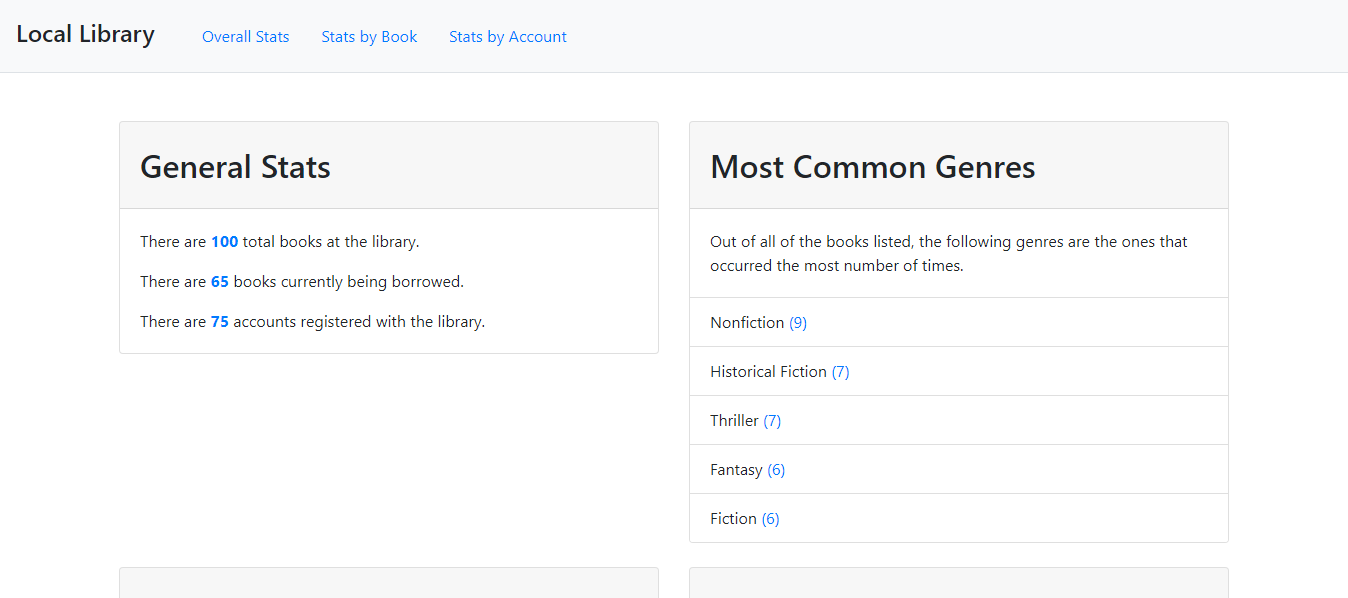 Local Library
Overall Stats
Stats by Book
Stats by Account
General Stats
There are 100 total books at the library.
There are 65 books currently being borrowed.
There are 75 accounts registered with the library.
Most Common Genres
Out of all of the books listed, the following genres are the ones that
occurred the most number of times.
Nonfiction (9)
Historical Fiction (7)
Thriller (7)
Fantasy (6)
Fiction (6)